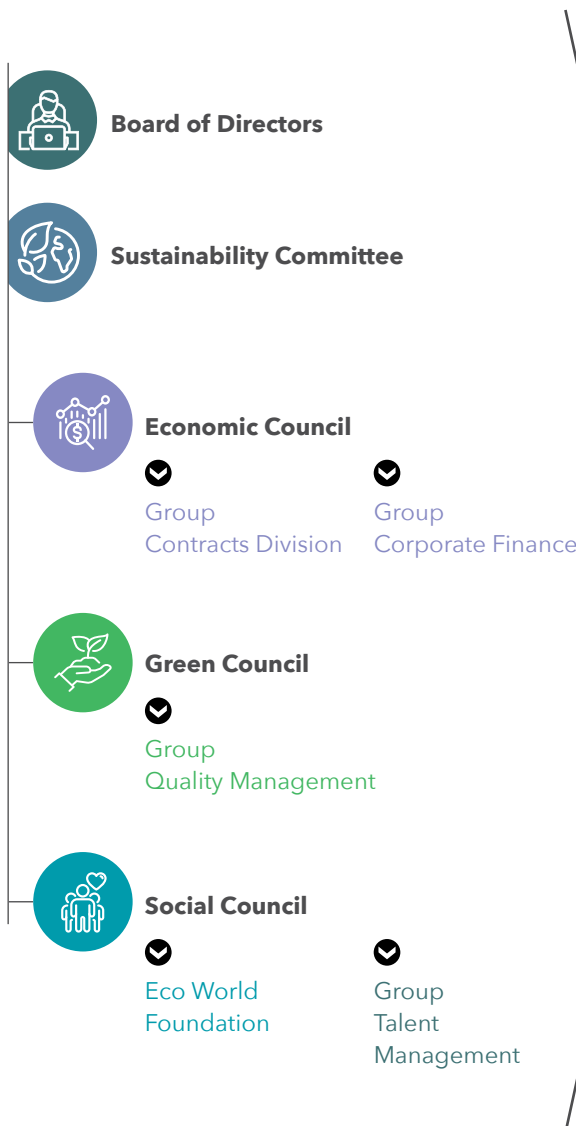 Board of Directors
Sustainability Committee
Economic Council
Group
Contracts Division
Group
Corporate Finance
Green Council
Group
Quality Management
Social Council
Eco World
Foundation
Group
Talent
Management